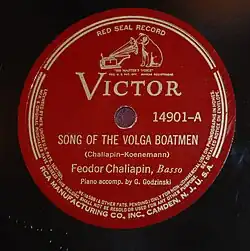 RED SEAL RECORD
"HIS MASTER'S VOICE"
VICTOR
14901-A
SONG OF THE VOLGA BOATMEN
(Chaliapin-Koenemann)
Feodor Chaliapin, Basso
Piano accomp. by G. Godzinski
RCA MANUFACTURING CO., INC. CAMDEN, N. J., U. S. A.